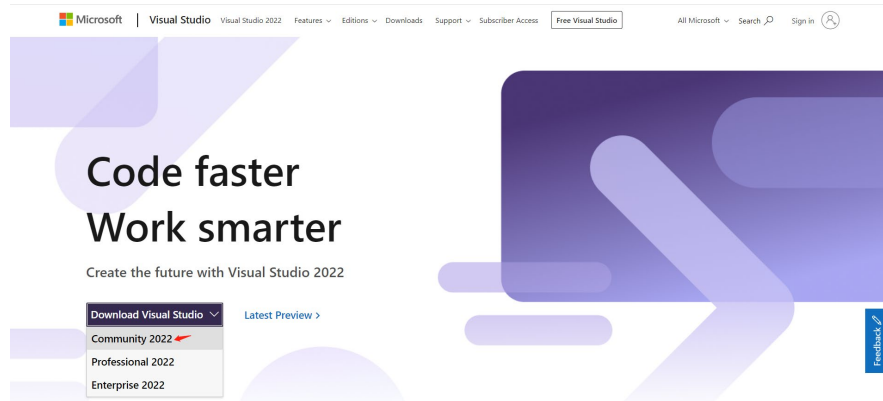 Microsoft Visual Studio Visual Studio 2022 Features Editions Downloads Support Subscriber Access Free Visual Studio All Microsoft Search Sign in
Code faster
Work smarter
Create the future with Visual Studio 2022
Download Visual Studio Latest Preview >
Community 2022
Professional 2022
Enterprise 2022
Feedback